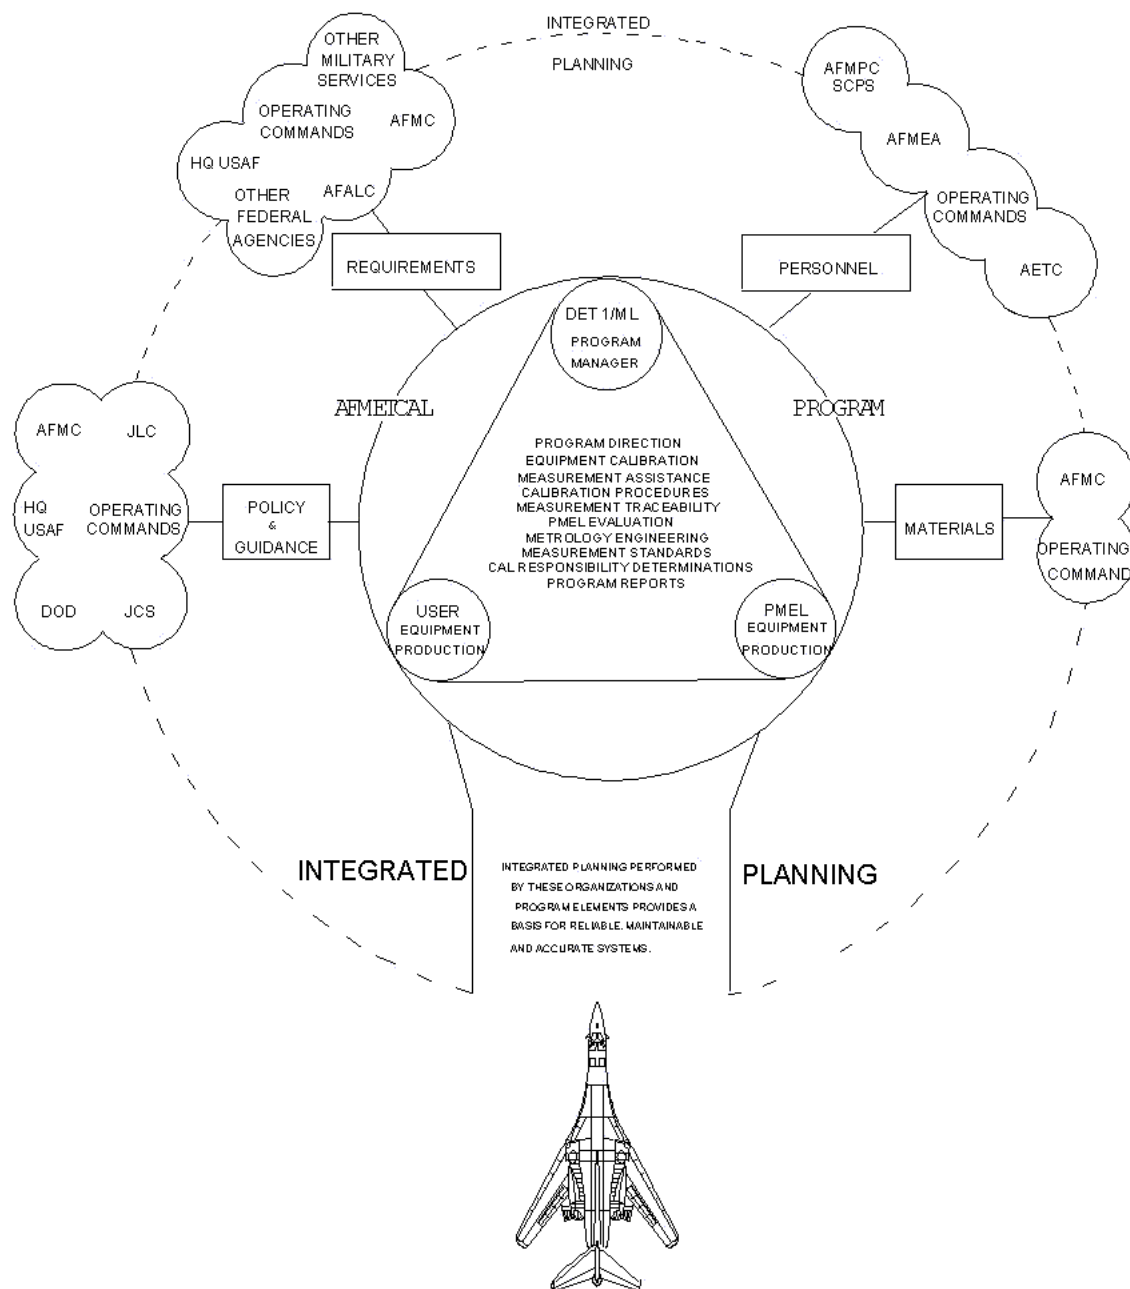 INTEGRATED
PLANNING
OTHER
MILITARY
SERVICES
OPERATING
COMMANDS
AFMC
HQ USAF
AFALC
OTHER
FEDERAL
AGENCIES
AFMPC
SCPS
AFMEA
OPERATING
COMMANDS
AETC
REQUIREMENTS
PERSONNEL
DET 1/ML
PROGRAM
MANAGER
AFMETCAL
PROGRAM
AFMC
JLC
HQ
USAF
OPERATING
COMMANDS
DOD
JCS
POLICY
&
GUIDANCE
PROGRAM DIRECTION
EQUIPMENT CALIBRATION
MEASUREMENT ASSISTANCE
CALIBRATION PROCEDURES
MEASUREMENT TRACEABILITY
PMEL EVALUATION
METROLOGY ENGINEERING
MEASUREMENT STANDARDS
CAL RESPONSIBILITY DETERMINATIONS
PROGRAM REPORTS
MATERIALS
AFMC
OPERATING
COMMAND
USER
EQUIPMENT
PRODUCTION
PMEL
EQUIPMENT
PRODUCTION
INTEGRATED
INTEGRATED PLANNING PERFORMED
BY THESE ORGANIZATIONS AND
PROGRAM ELEMENTS PROVIDES A
BASIS FOR RELIABLE, MAINTAINABLE
AND ACCURATE SYSTEMS.
PLANNING